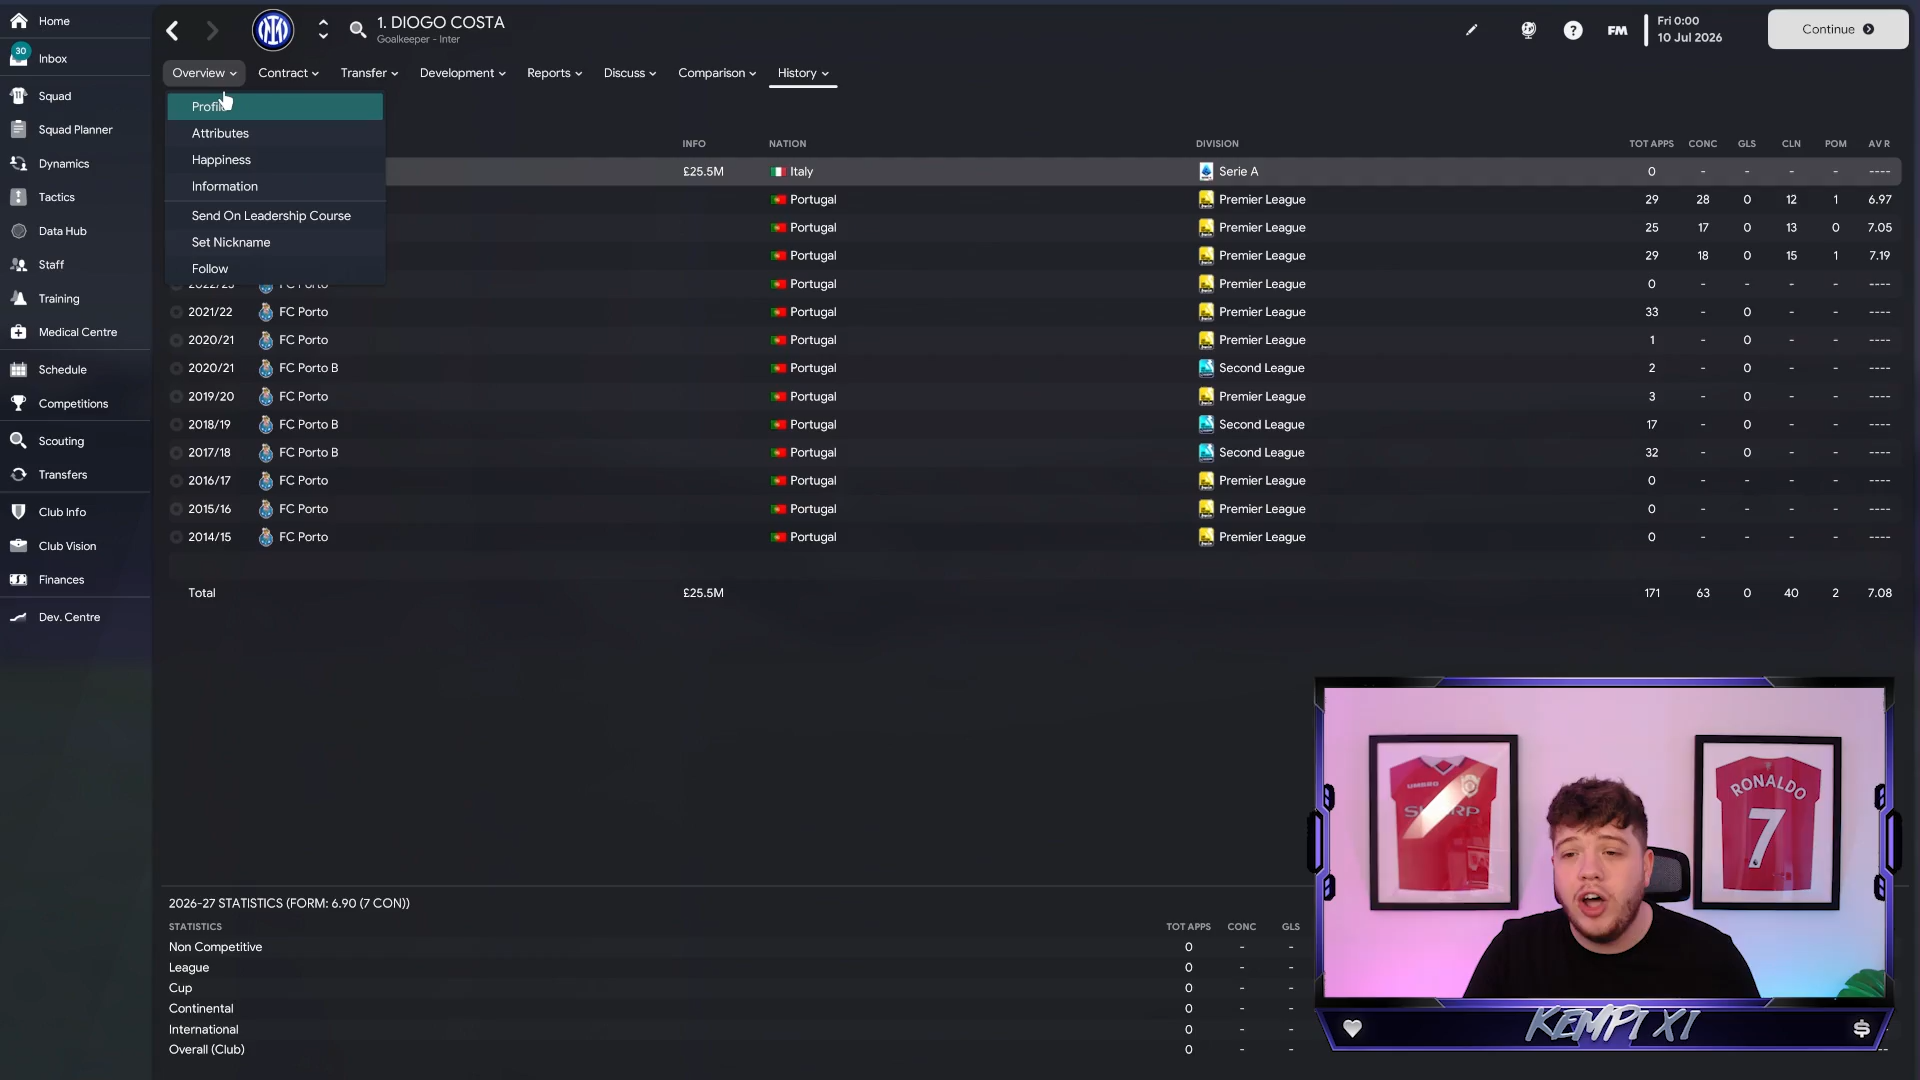 Home
30
Inbox
Squad
Squad Planner
Dynamics
Tactics
Data Hub
Staff
Training
Medical Centre
Schedule
Competitions
Scouting
Transfers
Club Info
Club Vision
Finances
Dev. Centre
1. DIOGO COSTA
Goalkeeper - Inter
FM
Fri 0:00
10 Jul 2026
Continue
Overview Contract Transfer Development Reports Discuss Comparison History
Profile
Attributes
Happiness
Information
Send On Leadership Course
Set Nickname
Follow
INFO NATION DIVISION TOT APPS CONC GLS CLN POM AV R
£25.5M Italy Serie A 0 - - - - ----
Portugal Premier League 29 28 0 12 1 6.97
Portugal Premier League 25 17 0 13 0 7.05
Portugal Premier League 29 18 0 15 1 7.19
2022/23 FC Porto Portugal Premier League 0 - - - - ----
2021/22 FC Porto Portugal Premier League 33 - 0 - - ----
2020/21 FC Porto Portugal Premier League 1 - 0 - - ----
2020/21 FC Porto B Portugal Second League 2 - 0 - - ----
2019/20 FC Porto Portugal Premier League 3 - 0 - - ----
2018/19 FC Porto B Portugal Second League 17 - 0 - - ----
2017/18 FC Porto B Portugal Second League 32 - 0 - - ----
2016/17 FC Porto Portugal Premier League 0 - - - - ----
2015/16 FC Porto Portugal Premier League 0 - - - - ----
2014/15 FC Porto Portugal Premier League 0 - - - - ----
Total £25.5M 171 63 0 40 2 7.08
2026-27 STATISTICS (FORM: 6.90 (7 CON))
STATISTICS TOT APPS CONC GLS
Non Competitive 0 - -
League 0 - -
Cup 0 - -
Continental 0 - -
International 0 - -
Overall (Club) 0 - -
UMBRO
SHARP
RONALDO
7
KEMPI XI